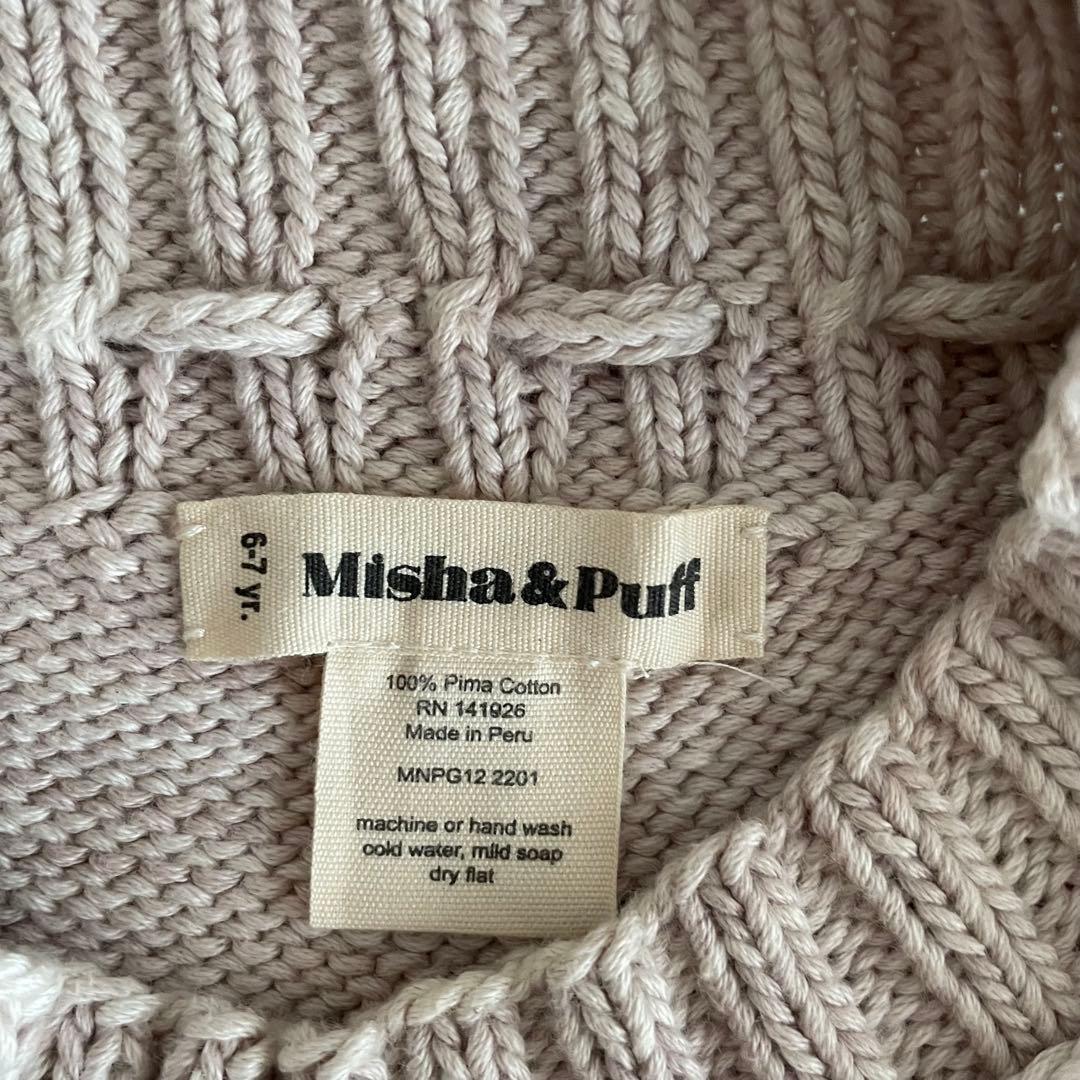 6-7 yr.
Misha&Puff
100% Pima Cotton
RN 141926
Made in Peru
MNPG12 2201
machine or hand wash
cold water, mild soap
dry flat